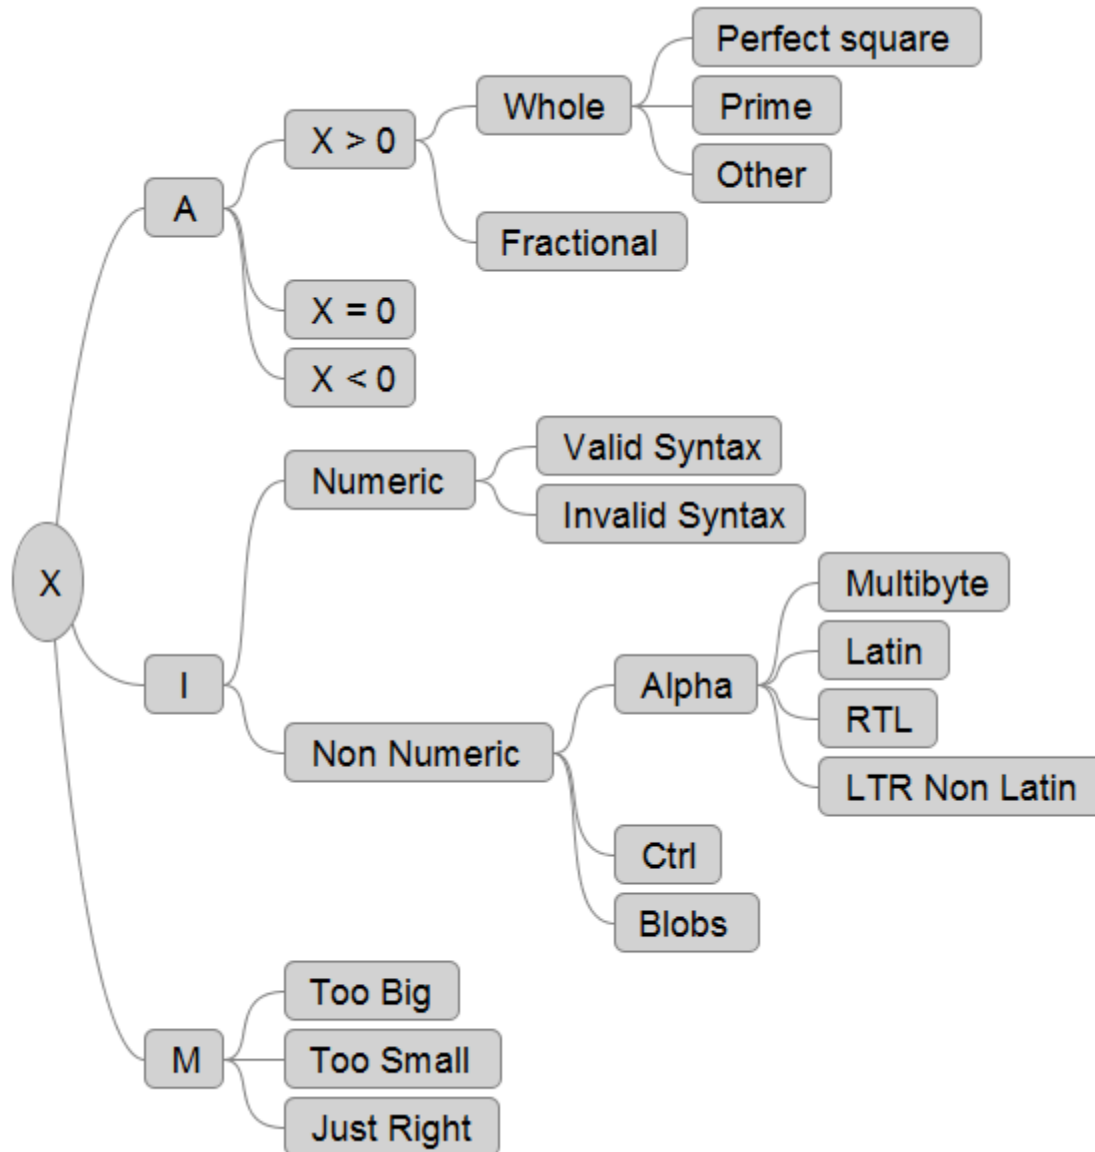 Perfect square
Whole
Prime
X > 0
Other
A
Fractional
X = 0
X < 0
Valid Syntax
Numeric
Invalid Syntax
X
Multibyte
Latin
I
Alpha
RTL
Non Numeric
LTR Non Latin
Ctrl
Blobs
Too Big
M
Too Small
Just Right